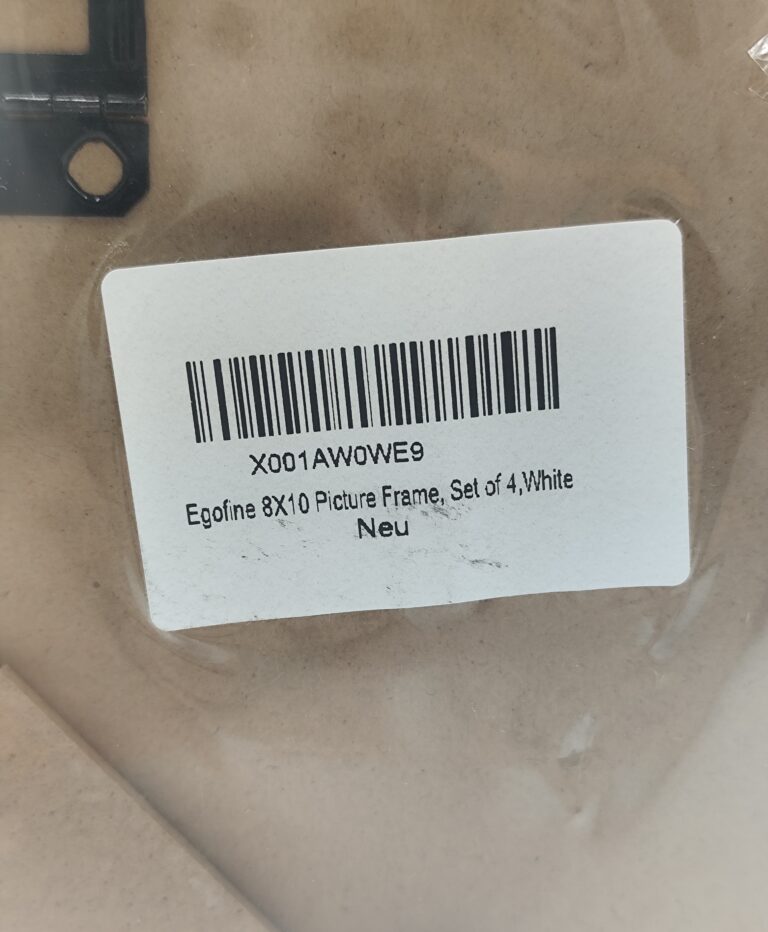 X001AW0WE9
Egofine 8X10 Picture Frame, Set of 4,White
Neu